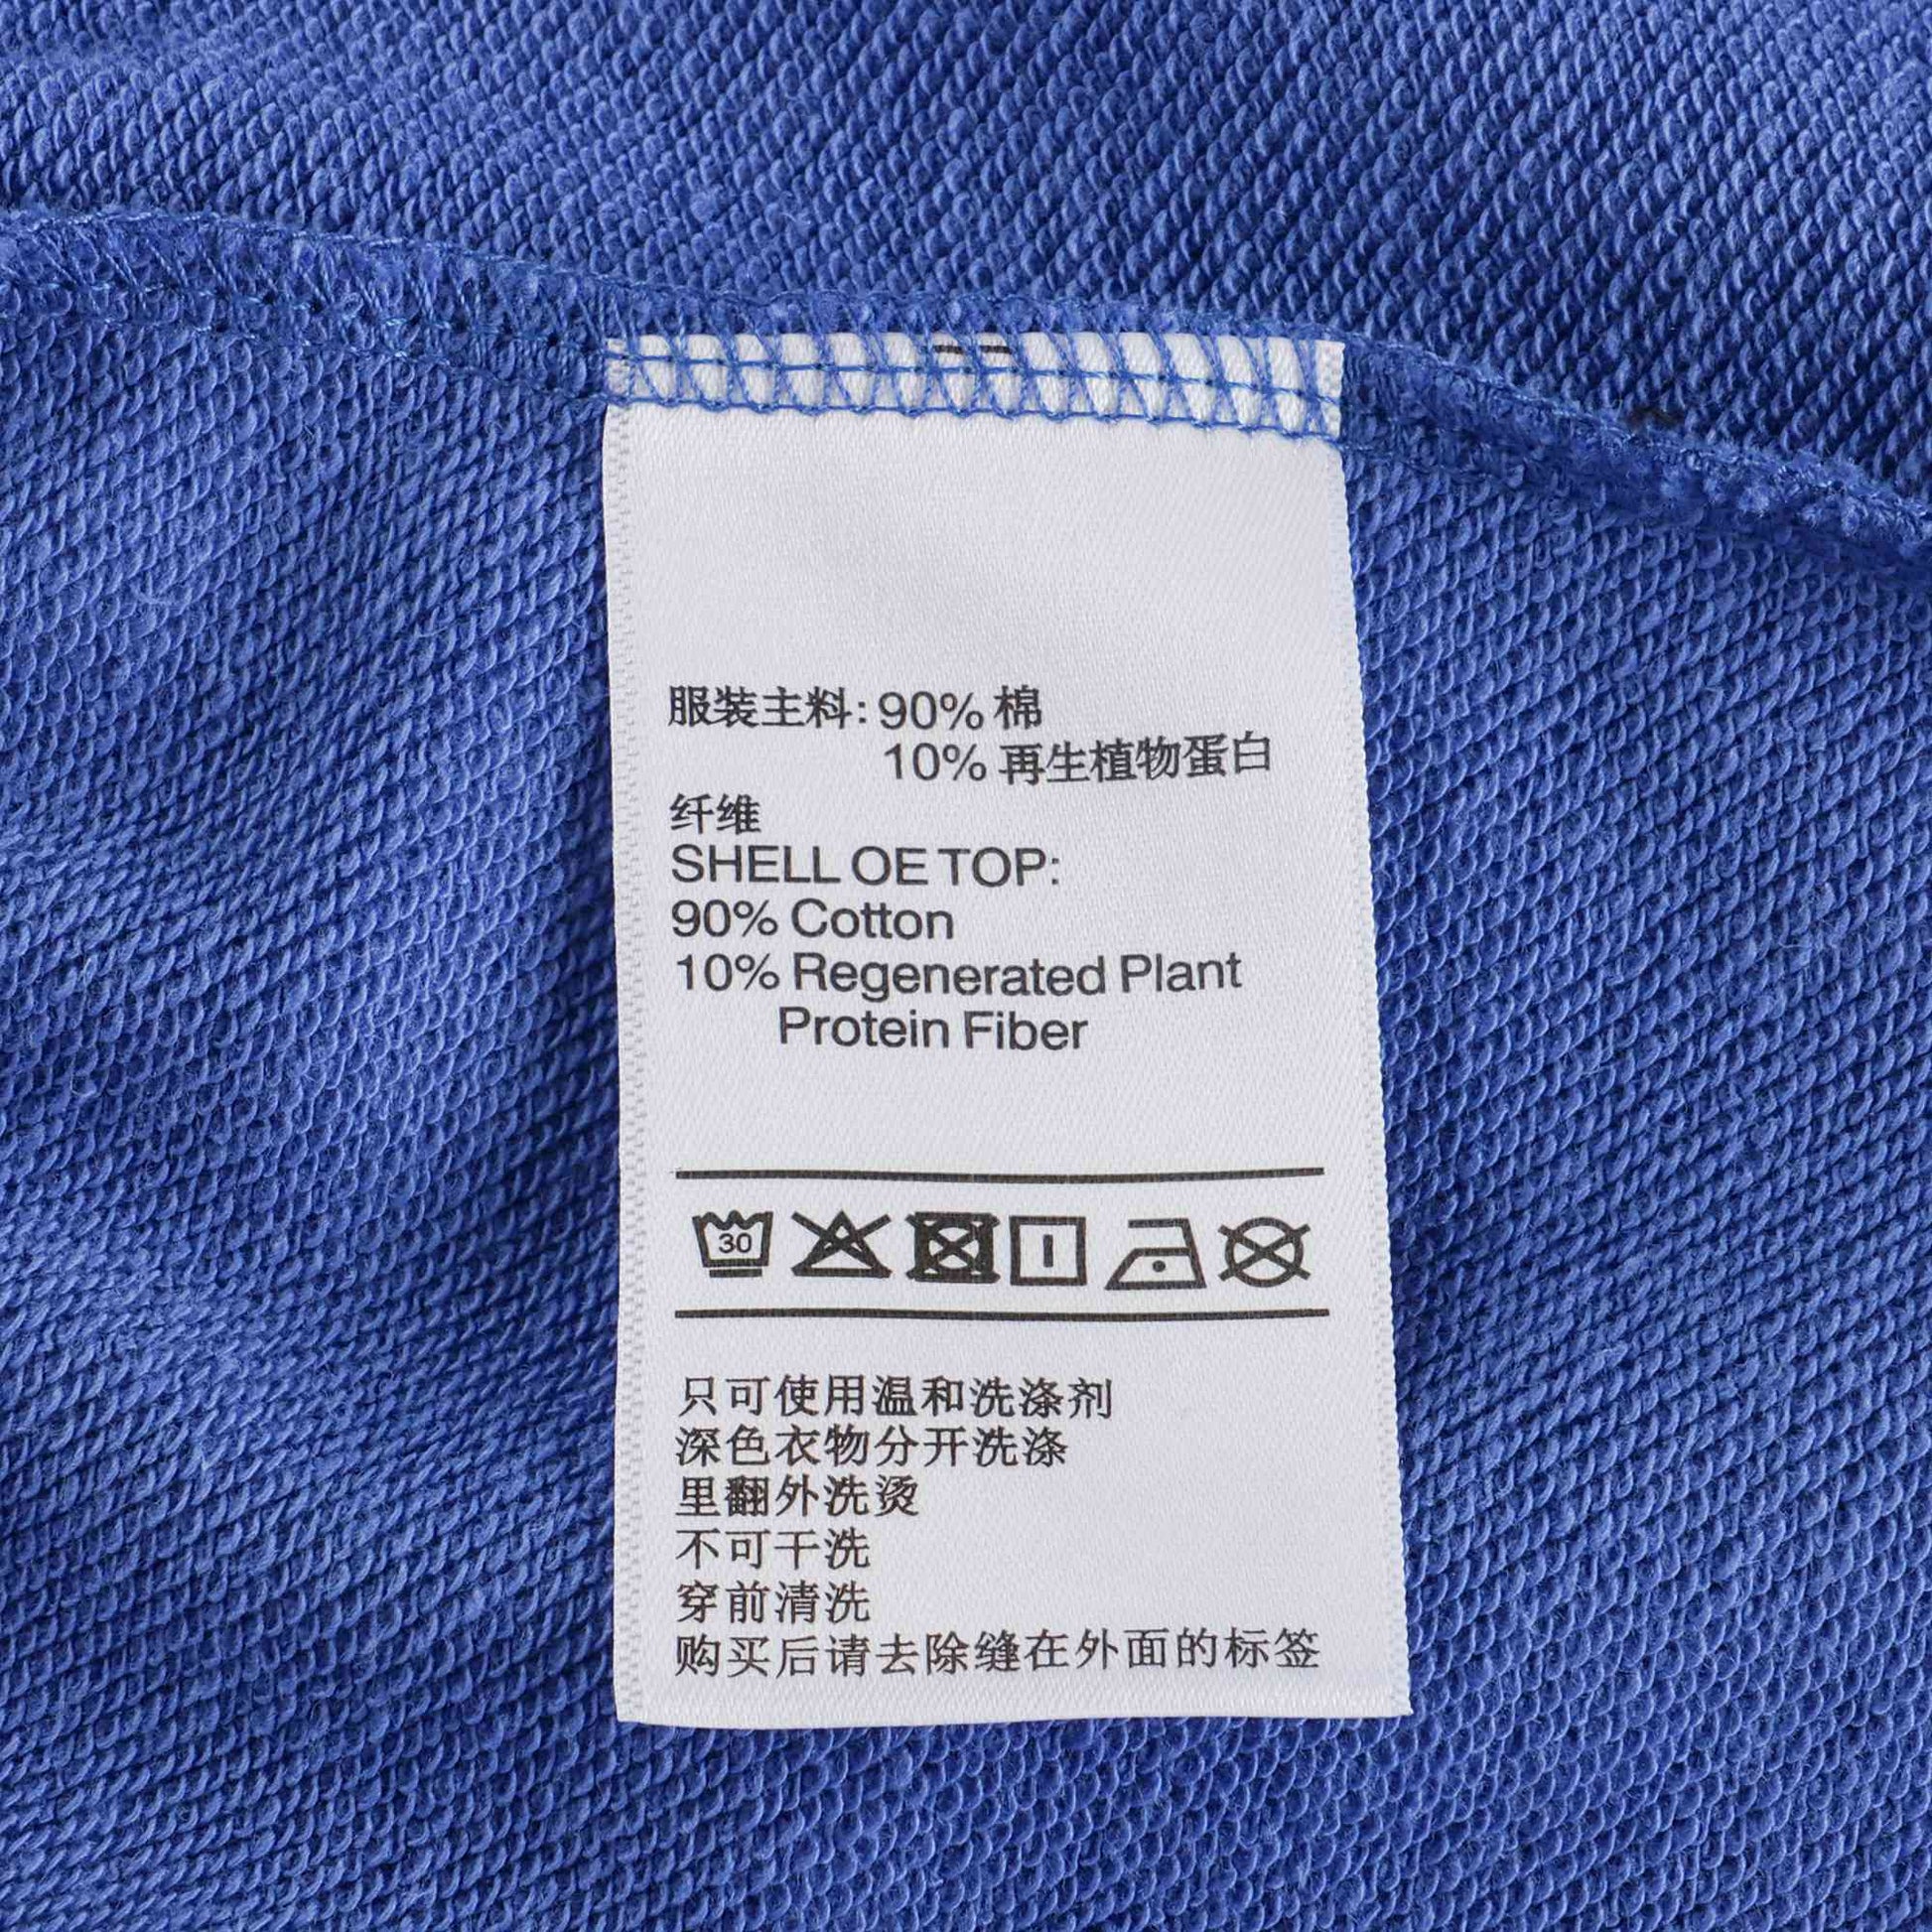 服装主料: 90% 棉
10% 再生植物蛋白
纤维
SHELL OE TOP:
90% Cotton
10% Regenerated Plant
Protein Fiber
30
只可使用温和洗涤剂
深色衣物分开洗涤
里翻外洗烫
不可干洗
穿前清洗
购买后请去除缝在外面的标签